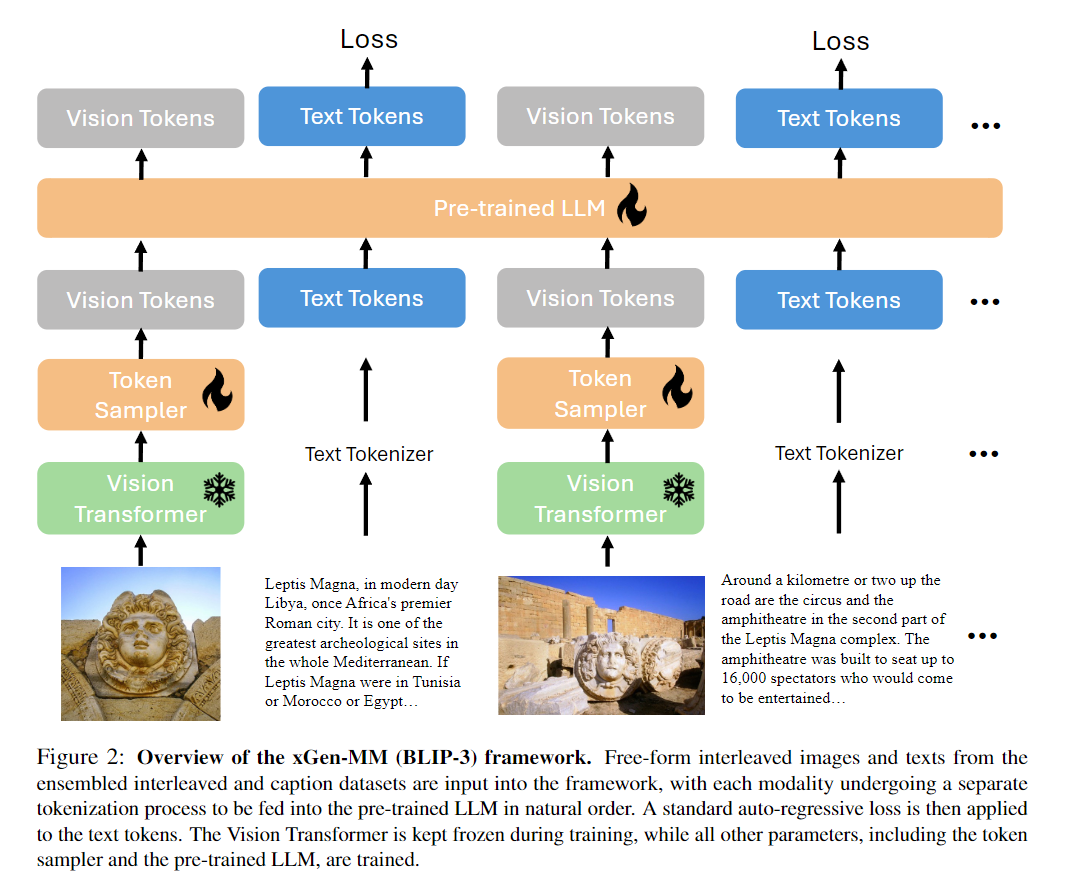 Loss
Loss
Vision Tokens
Text Tokens
Vision Tokens
Text Tokens
•••
Pre-trained LLM
Vision Tokens
Text Tokens
Vision Tokens
Text Tokens
•••
Token
Sampler
Token
Sampler
Text Tokenizer
Text Tokenizer
•••
Vision
Transformer
Vision
Transformer
Leptis Magna, in modern day
Libya, once Africa's premier
Roman city. It is one of the
greatest archeological sites in
the whole Mediterranean. If
Leptis Magna were in Tunisia
or Morocco or Egypt…
Around a kilometre or two up the
road are the circus and the
amphitheatre in the second part of
the Leptis Magna complex. The
amphitheatre was built to seat up to
16,000 spectators who would come
to be entertained…
•••
Figure 2: Overview of the xGen-MM (BLIP-3) framework. Free-form interleaved images and texts from the
ensembled interleaved and caption datasets are input into the framework, with each modality undergoing a separate
tokenization process to be fed into the pre-trained LLM in natural order. A standard auto-regressive loss is then applied
to the text tokens. The Vision Transformer is kept frozen during training, while all other parameters, including the token
sampler and the pre-trained LLM, are trained.